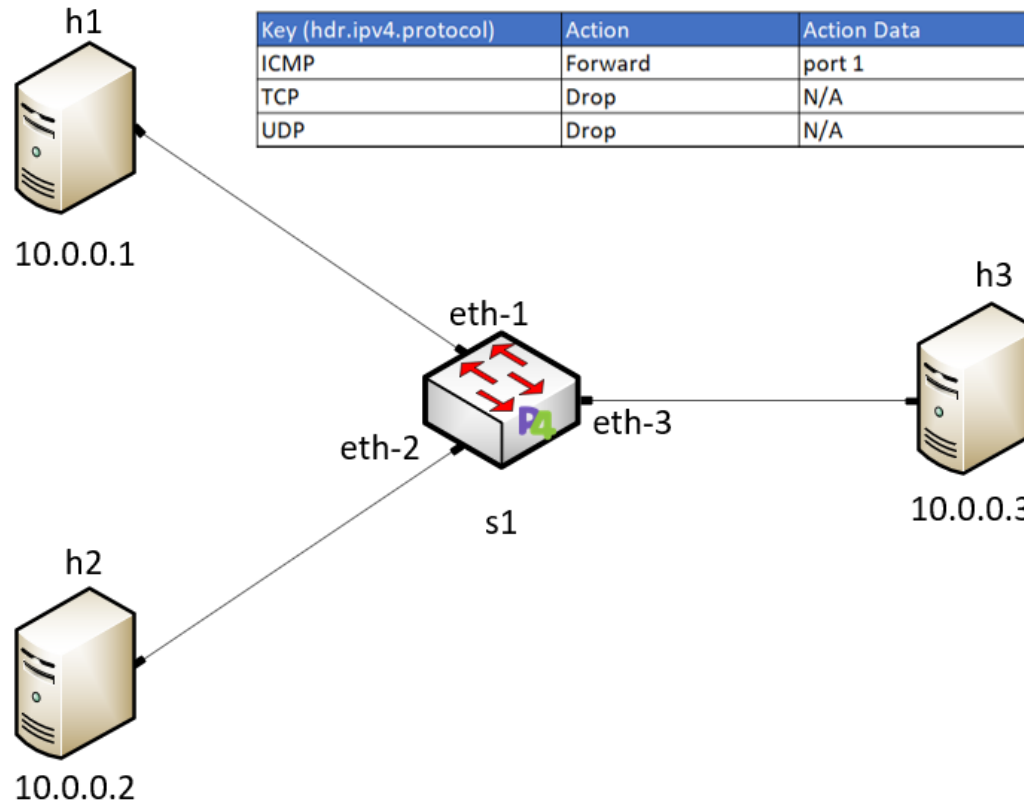 h1
Key (hdr.ipv4.protocol) Action Action Data
ICMP Forward port 1
TCP Drop N/A
UDP Drop N/A
10.0.0.1
h3
eth-1
P4
eth-3
eth-2
10.0.0.3
s1
h2
10.0.0.2